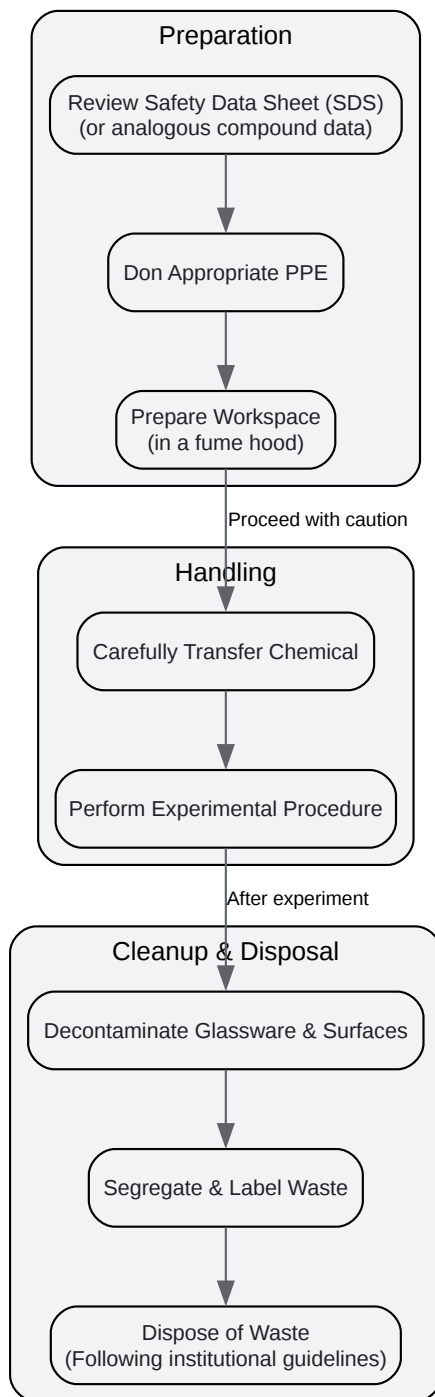 Preparation
Review Safety Data Sheet (SDS)
(or analogous compound data)
Don Appropriate PPE
Prepare Workspace
(in a fume hood)
Proceed with caution
Handling
Carefully Transfer Chemical
Perform Experimental Procedure
After experiment
Cleanup & Disposal
Decontaminate Glassware & Surfaces
Segregate & Label Waste
Dispose of Waste
(Following institutional guidelines)